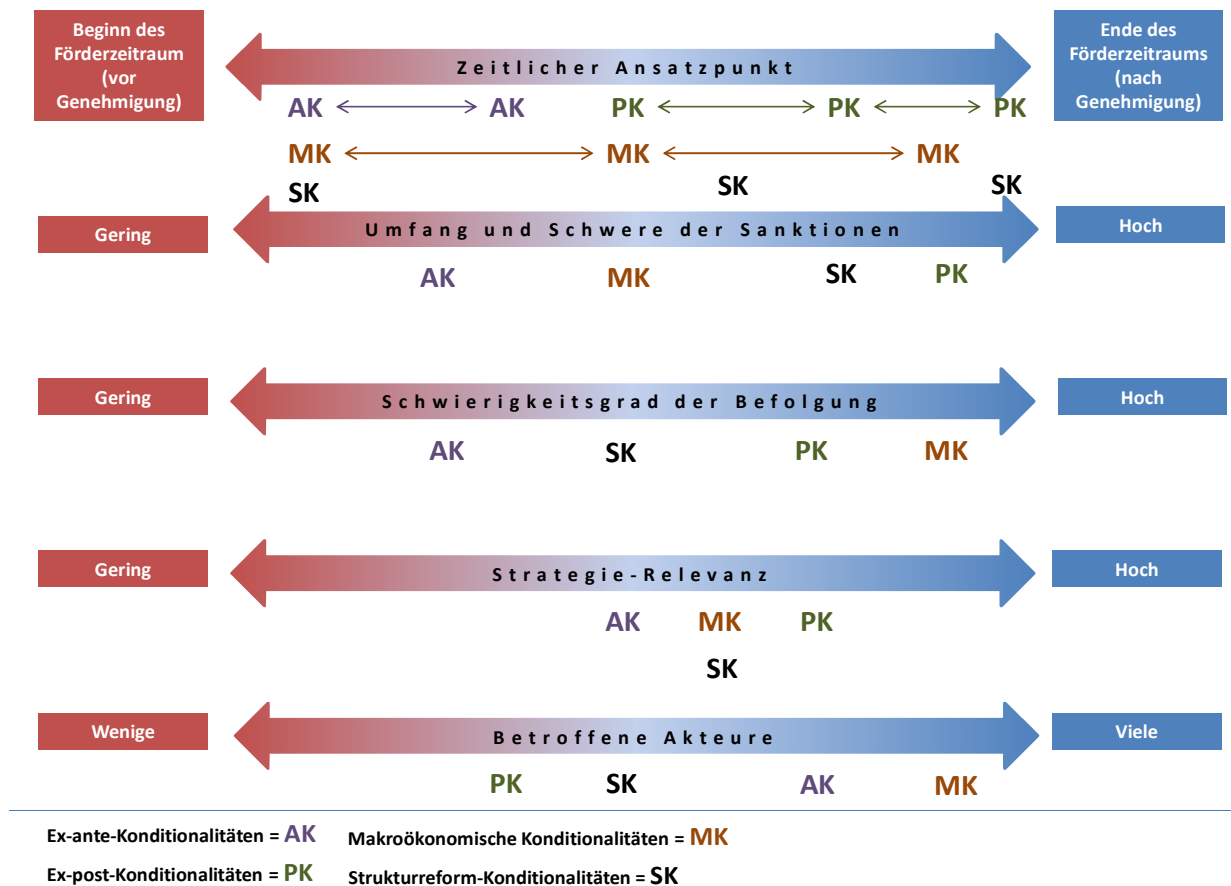 Beginn des
Förderzeitraum
(vor
Genehmigung)
Zeitlicher Ansatzpunkt
Ende des
Förderzeitraums
(nach
Genehmigung)
AK AK PK PK PK
MK MK MK
SK SK SK
Gering
Umfang und Schwere der Sanktionen
Hoch
AK MK SK PK
Gering
Schwierigkeitsgrad der Befolgung
Hoch
AK SK PK MK
Gering
Strategie-Relevanz
Hoch
AK MK PK
SK
Wenige
Betroffene Akteure
Viele
PK SK AK MK
Ex-ante-Konditionalitäten = AK Makroökonomische Konditionalitäten = MK
Ex-post-Konditionalitäten = PK Strukturreform-Konditionalitäten = SK